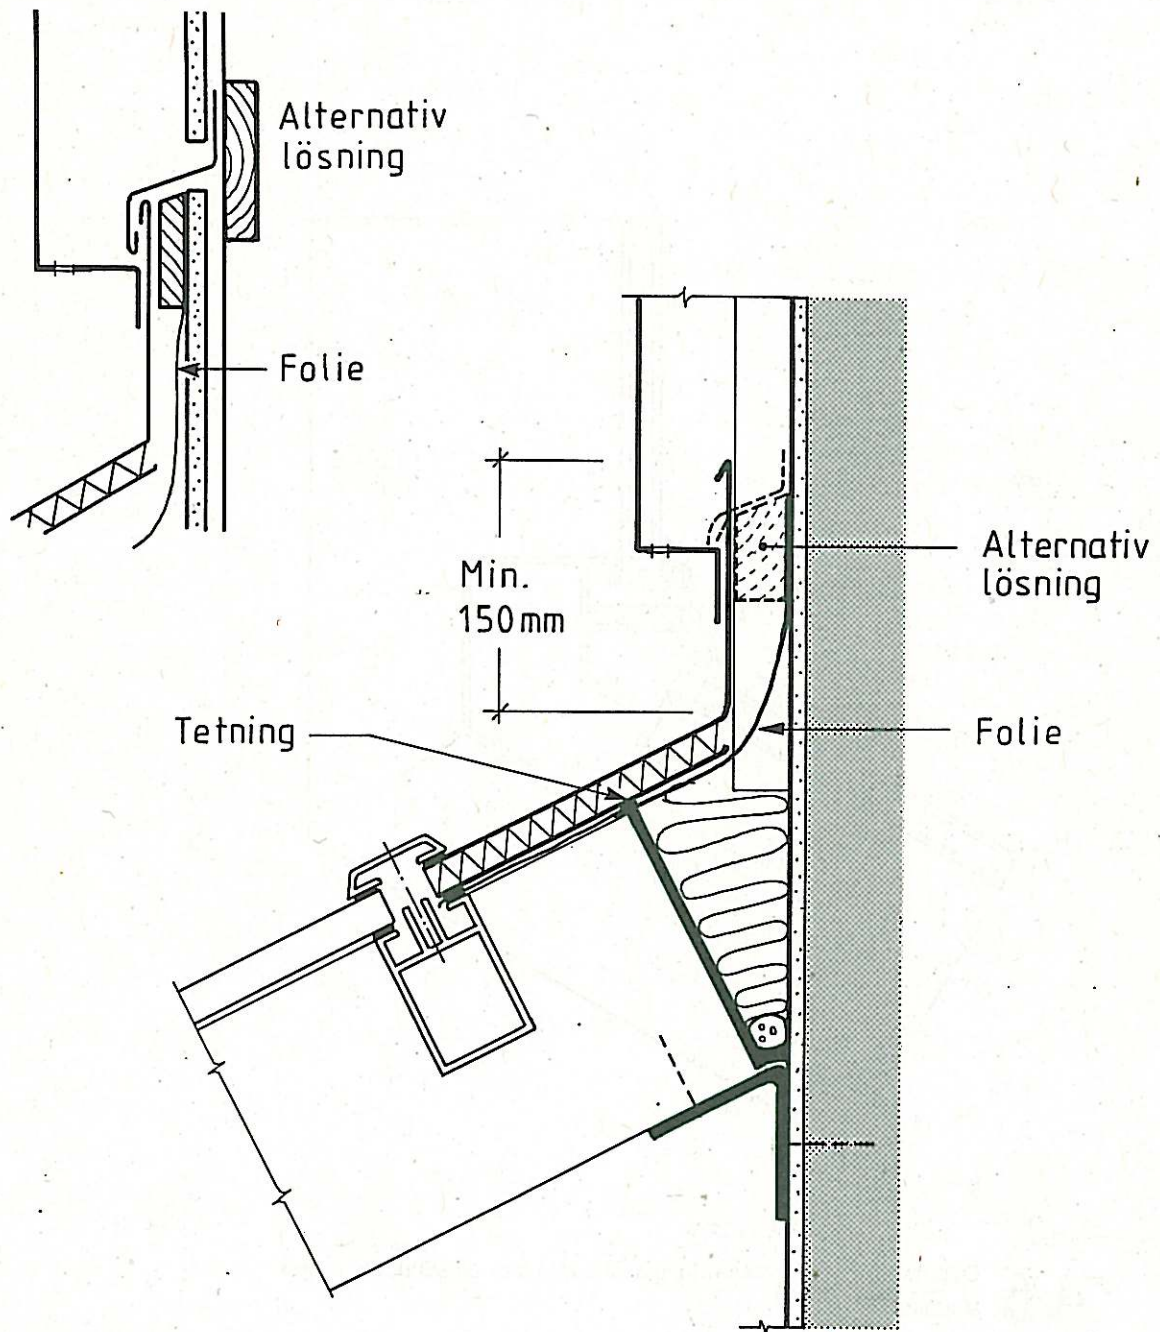 Alternativ
lösning
Folie
Min.
150mm
Alternativ
lösning
Tetning
Folie